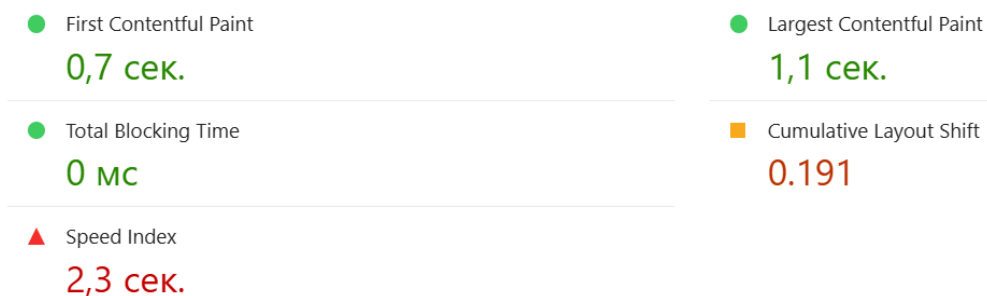 First Contentful Paint
0,7 сек.
Largest Contentful Paint
1,1 сек.
Total Blocking Time
0 мс
Cumulative Layout Shift
0.191
Speed Index
2,3 сек.